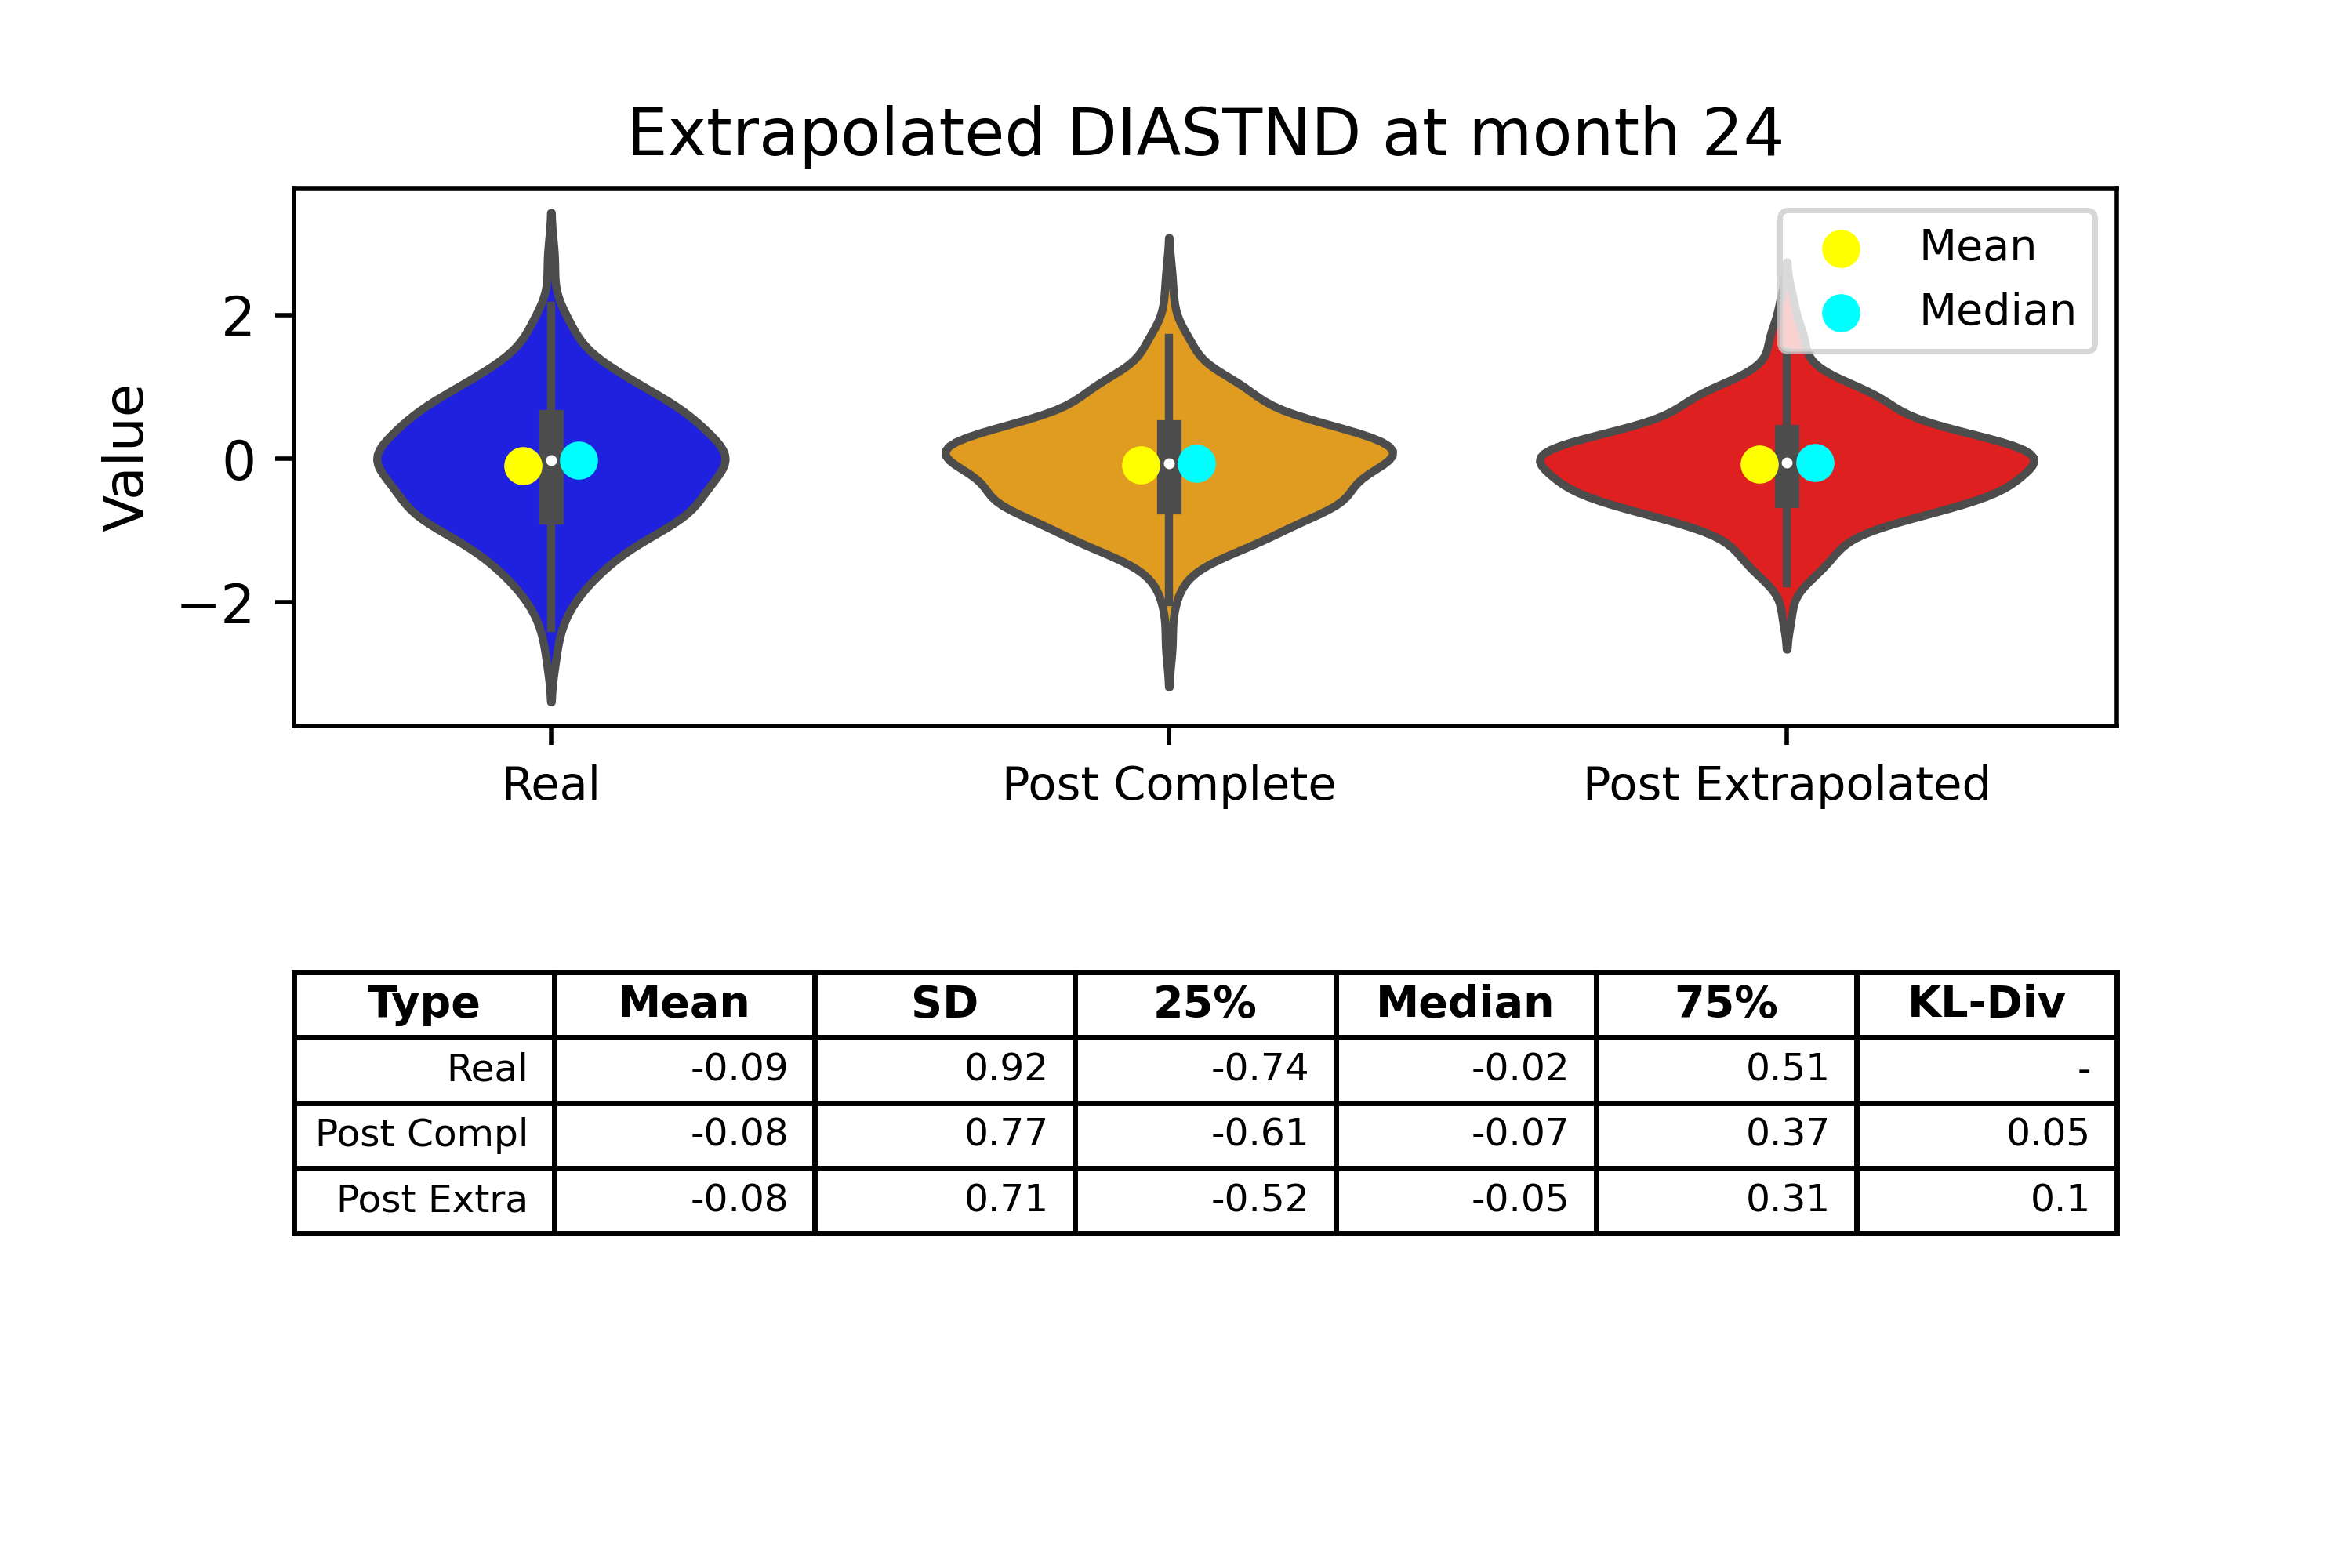 Extrapolated DIASTND at month 24
Mean
Median
2
0
−2
Value
Real Post Complete Post Extrapolated
Type Mean SD 25% Median 75% KL-Div
Real -0.09 0.92 -0.74 -0.02 0.51 -
Post Compl -0.08 0.77 -0.61 -0.07 0.37 0.05
Post Extra -0.08 0.71 -0.52 -0.05 0.31 0.1